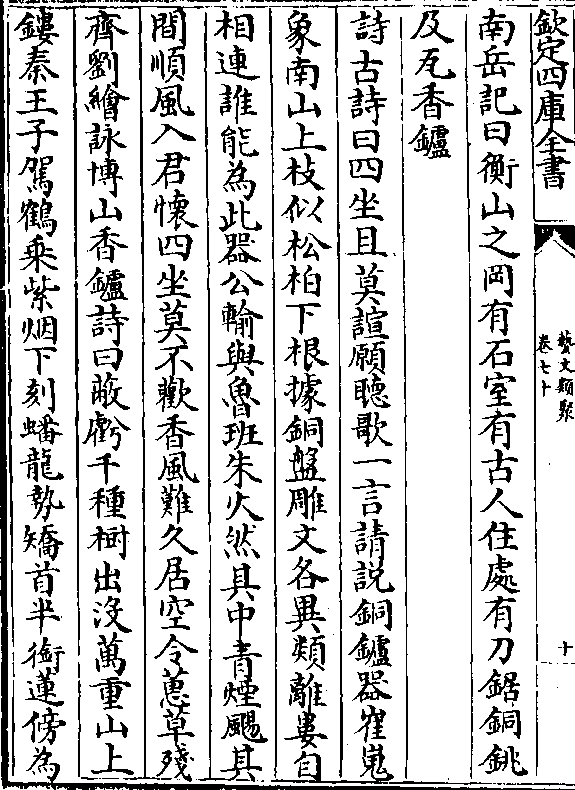 欽定四庫全書
藝文類聚
卷七十
十
南岳記曰衡山之岡有石室有古人住處有刀鋸銅銚
及瓦香鑪
詩古詩曰四坐且莫諠願聽歌一言請説銅鑪器崔嵬
象南山上枝似松柏下根據銅盤雕文各異類離婁自
相連誰能為此器公輸與魯班朱火然其中青煙颺其
間順風入君懷四坐莫不歡香風難久居空令蕙草殘
齊劉繪詠博山香鑪詩曰蔽虧千種樹出沒萬重山上
鏤秦王子駕鶴乘紫烟下刻蟠龍勢矯首半銜蓮傍為